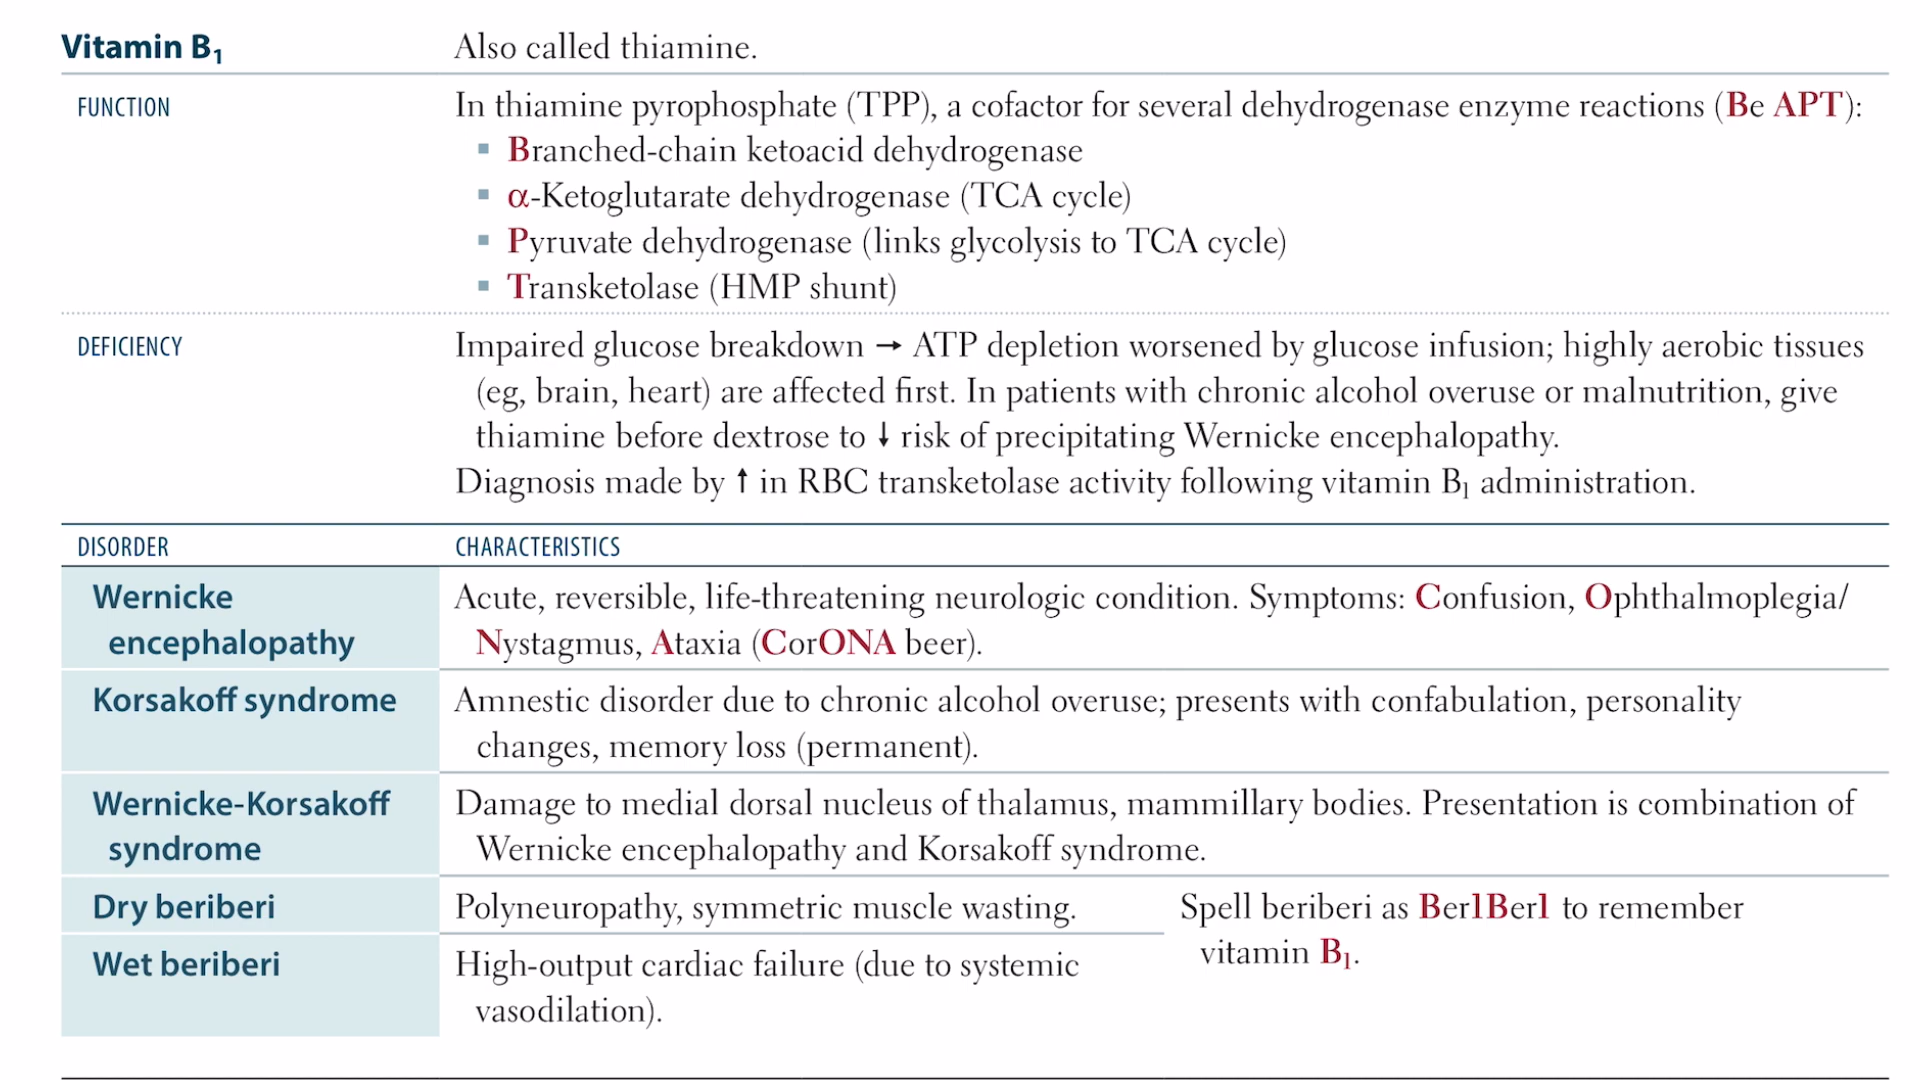 Vitamin B₁ Also called thiamine.
FUNCTION In thiamine pyrophosphate (TPP), a cofactor for several dehydrogenase enzyme reactions (Be APT):
▪ Branched-chain ketoacid dehydrogenase
▪ α-Ketoglutarate dehydrogenase (TCA cycle)
▪ Pyruvate dehydrogenase (links glycolysis to TCA cycle)
▪ Transketolase (HMP shunt)
DEFICIENCY Impaired glucose breakdown → ATP depletion worsened by glucose infusion; highly aerobic tissues
(eg, brain, heart) are affected first. In patients with chronic alcohol overuse or malnutrition, give
thiamine before dextrose to ↓ risk of precipitating Wernicke encephalopathy.
Diagnosis made by ↑ in RBC transketolase activity following vitamin B₁ administration.
DISORDER CHARACTERISTICS
Wernicke
encephalopathy
Acute, reversible, life-threatening neurologic condition. Symptoms: Confusion, Ophthalmoplegia/
Nystagmus, Ataxia (CorONA beer).
Korsakoff syndrome
Amnestic disorder due to chronic alcohol overuse; presents with confabulation, personality
changes, memory loss (permanent).
Wernicke-Korsakoff
syndrome
Damage to medial dorsal nucleus of thalamus, mammillary bodies. Presentation is combination of
Wernicke encephalopathy and Korsakoff syndrome.
Dry beriberi
Polyneuropathy, symmetric muscle wasting.
Spell beriberi as Ber1Ber1 to remember
vitamin B₁.
Wet beriberi
High-output cardiac failure (due to systemic
vasodilation).